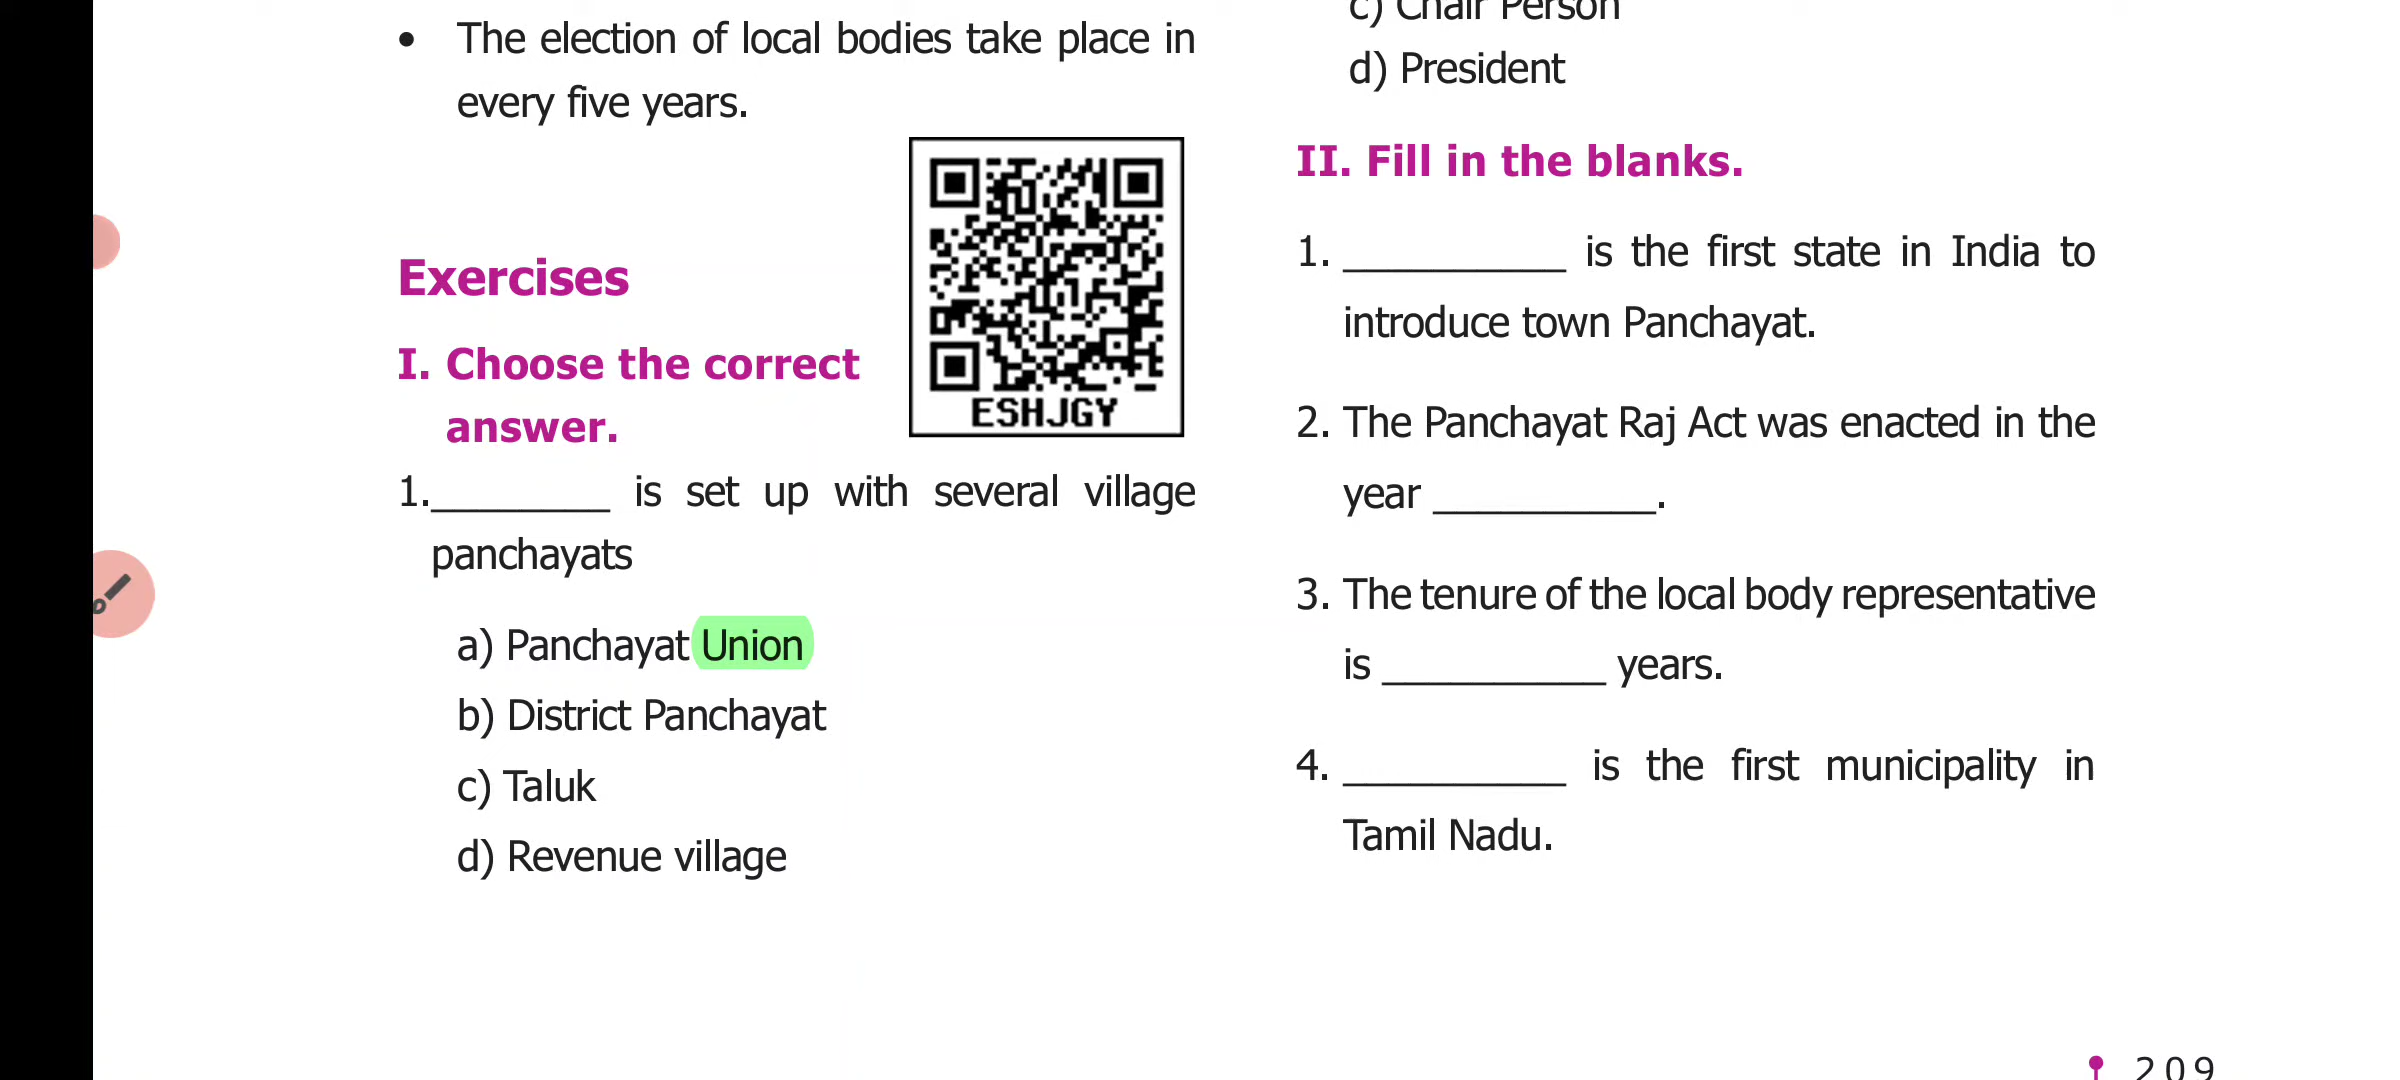 • The election of local bodies take place in
every five years.
Exercises
I. Choose the correct
answer.
ESHJGY
1.________ is set up with several village
panchayats
a) Panchayat Union
b) District Panchayat
c) Taluk
d) Revenue village
c) Chair Person
d) President
II. Fill in the blanks.
1. __________ is the first state in India to
introduce town Panchayat.
2. The Panchayat Raj Act was enacted in the
year __________.
3. The tenure of the local body representative
is __________ years.
4. __________ is the first municipality in
Tamil Nadu.
209